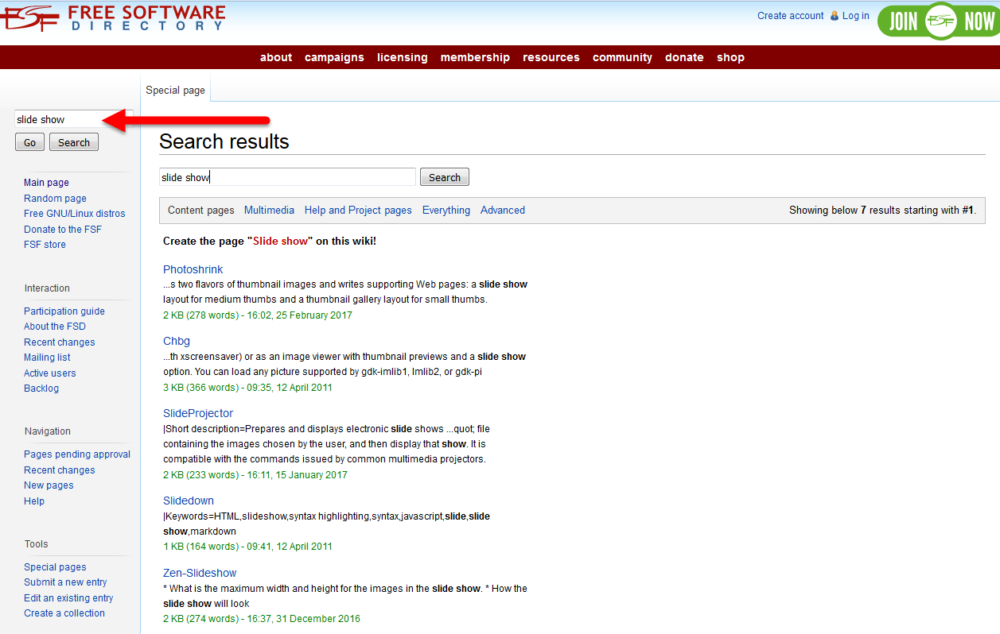 FSF FREE SOFTWARE
DIRECTORY
Create account Log in
JOIN FSF NOW
about campaigns licensing membership resources community donate shop
Special page
slide show
Go Search
Main page
Random page
Free GNU/Linux distros
Donate to the FSF
FSF store
Interaction
Participation guide
About the FSD
Recent changes
Mailing list
Active users
Backlog
Navigation
Pages pending approval
Recent changes
New pages
Help
Tools
Special pages
Submit a new entry
Edit an existing entry
Create a collection
Search results
slide show Search
Content pages Multimedia Help and Project pages Everything Advanced Showing below 7 results starting with #1.
Create the page "Slide show" on this wiki!
Photoshrink
...s two flavors of thumbnail images and writes supporting Web pages: a slide show
layout for medium thumbs and a thumbnail gallery layout for small thumbs.
2 KB (278 words) - 16:02, 25 February 2017
Chbg
...th xscreensaver) or as an image viewer with thumbnail previews and a slide show
option. You can load any picture supported by gdk-imlib1, Imlib2, or gdk-pi
3 KB (366 words) - 09:35, 12 April 2011
SlideProjector
|Short description=Prepares and displays electronic slide shows ...quot; file
containing the images chosen by the user, and then display that show. It is
compatible with the commands issued by common multimedia projectors.
2 KB (233 words) - 16:11, 15 January 2017
Slidedown
|Keywords=HTML,slideshow,syntax highlighting,syntax,javascript,slide,slide
show,markdown
1 KB (164 words) - 09:41, 12 April 2011
Zen-Slideshow
* What is the maximum width and height for the images in the slide show. * How the
slide show will look
2 KB (274 words) - 16:37, 31 December 2016